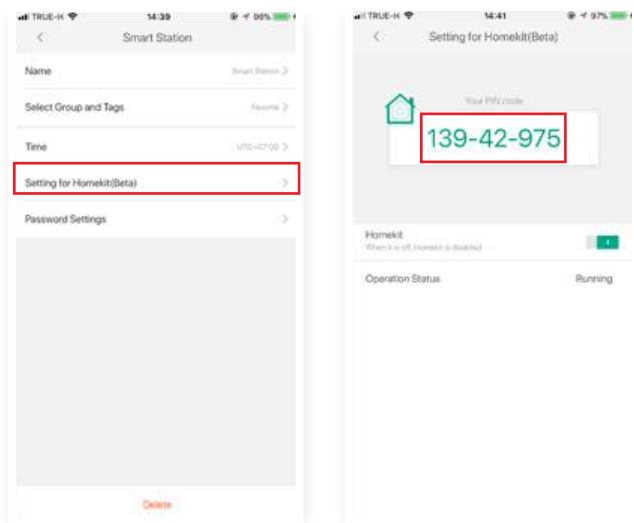 TRUE-H
14:39
96%
Smart Station
Name
Smart Station
Select Group and Tags
Favorite
Time
UTC+07:00
Setting for Homekit(Beta)
Password Settings
Delete
TRUE-H
14:41
97%
Setting for Homekit(Beta)
Your PIN code
139-42-975
Homekit
When it is off, Homekit is disabled
Operation Status
Running